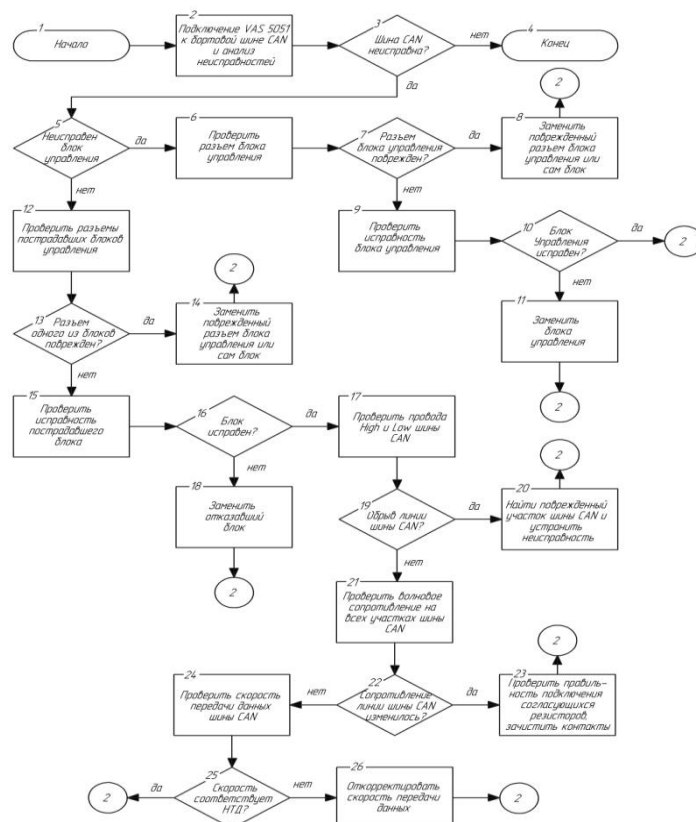 1
Начало
2
Подключение VAS 5051
к бортовой шине CAN
и анализ
неисправностей
3
Шина CAN
неисправна?
нет
4
Конец
да
2
5
Неисправен
блок
управления
да
6
Проверить
разъем блока
управления
7
Разъем
блока управления
поврежден?
да
8
Заменить
поврежденный
разъем блока
управления или
сам блок
нет
нет
12
Проверить разъемы
пострадавших блоков
управления
9
Проверить
исправность
блока управления
10
Блок
Управления
исправен?
да
2
нет
2
11
Заменить
блока
управления
2
13
Разъем
одного из блоков
поврежден?
да
14
Заменить
поврежденный
разъем блока
управления или
сам блок
нет
15
Проверить
исправность
пострадавшего
блока
16
Блок
исправен?
да
17
Проверить провода
High и Low шины
CAN
нет
18
Заменить
отказавший
блок
2
19
Обрыв линии
шины CAN?
да
2
20
Найти поврежденный
участок шины CAN и
устранить
неисправность
нет
21
Проверить волновое
сопротивление на
всех участках шины
CAN
22
Сопротивление
линии шины CAN
изменилась?
да
2
23
Проверить правиль-
ность подключения
согласующихся
резисторов,
зачистить контакты
нет
24
Проверить скорость
передачи данных
шины CAN
25
Скорость
соответствует
НТД?
да
2
нет
26
Откорректировать
скорость передачи
данных
2